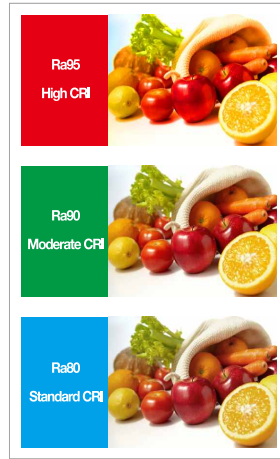 Ra95
High CRI
Ra90
Moderate CRI
Ra80
Standard CRI